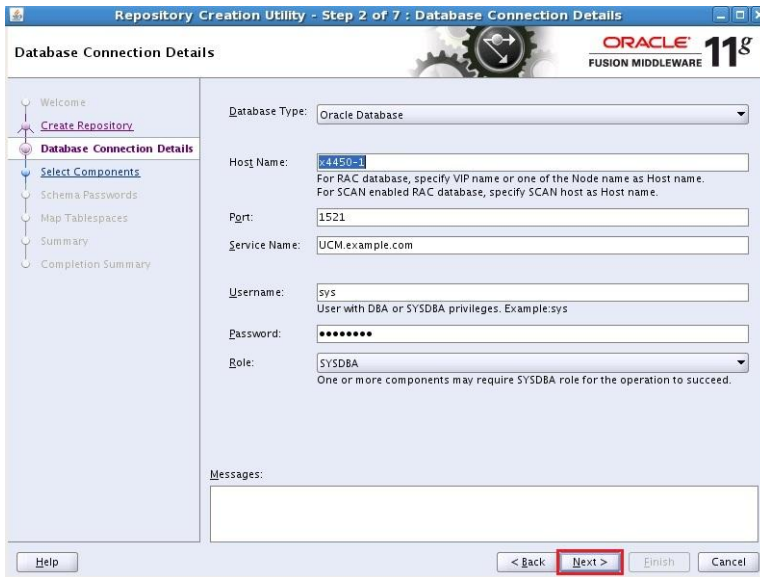 Repository Creation Utility - Step 2 of 7 : Database Connection Details
Database Connection Details
ORACLE
FUSION MIDDLEWARE
11g
Welcome
Create Repository
Database Connection Details
Select Components
Schema Passwords
Map Tablespaces
Summary
Completion Summary
Database Type: Oracle Database
Host Name: x4450-1
For RAC database, specify VIP name or one of the Node name as Host name.
For SCAN enabled RAC database, specify SCAN host as Host name.
Port: 1521
Service Name: UCM.example.com
Username: sys
User with DBA or SYSDBA privileges. Example:sys
Password: ••••••••
Role: SYSDBA
One or more components may require SYSDBA role for the operation to succeed.
Messages:
Help
< Back
Next >
Finish
Cancel